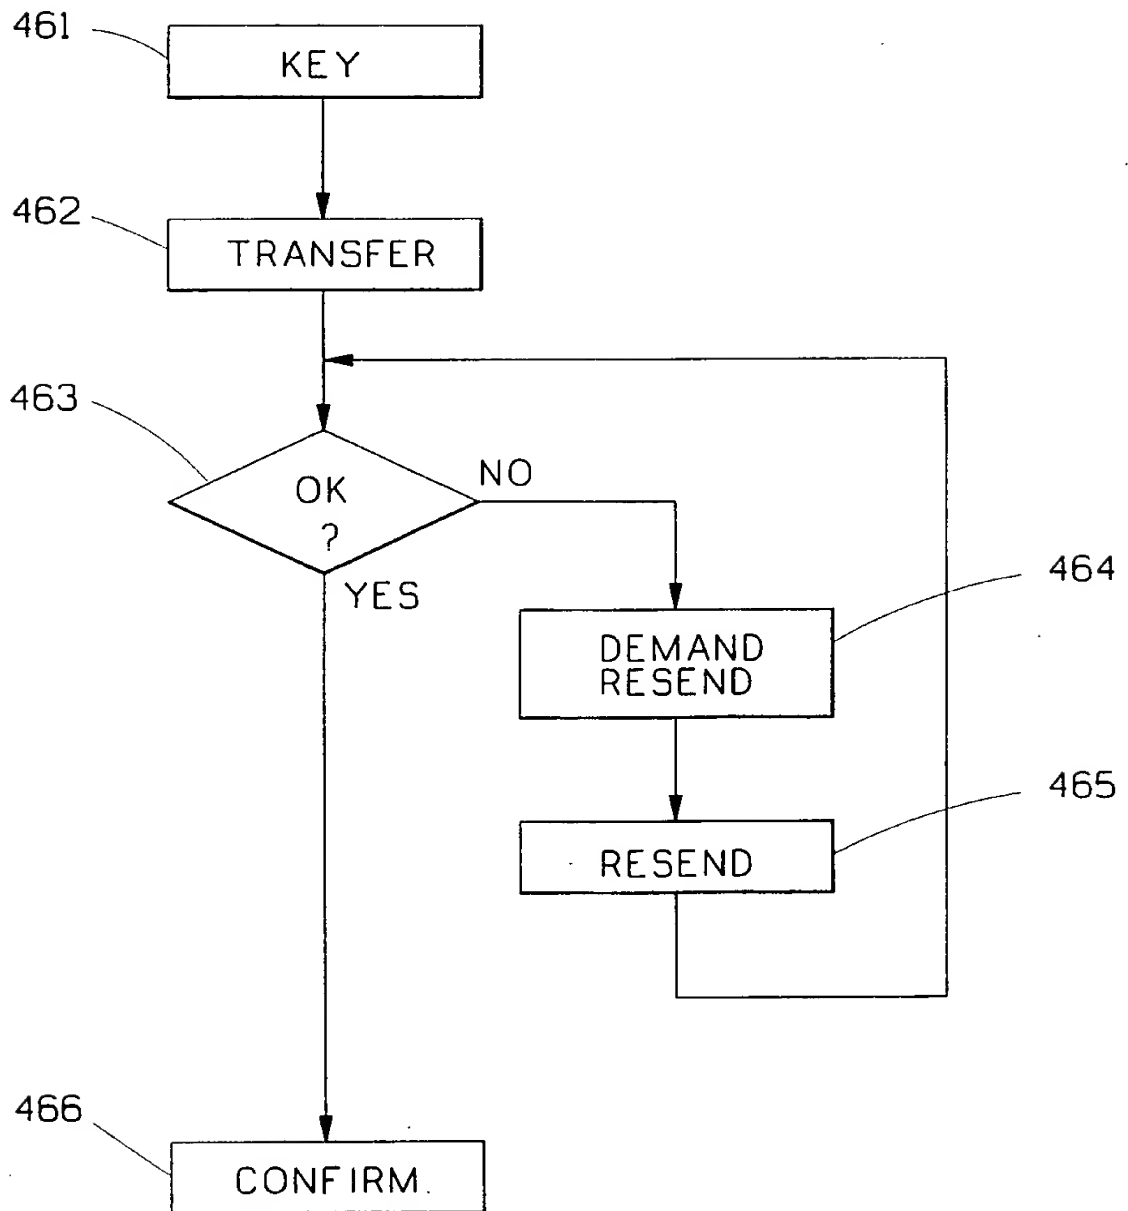 461
KEY
462
TRANSFER
463
OK
?
NO
YES
464
DEMAND
RESEND
465
RESEND
466
CONFIRM